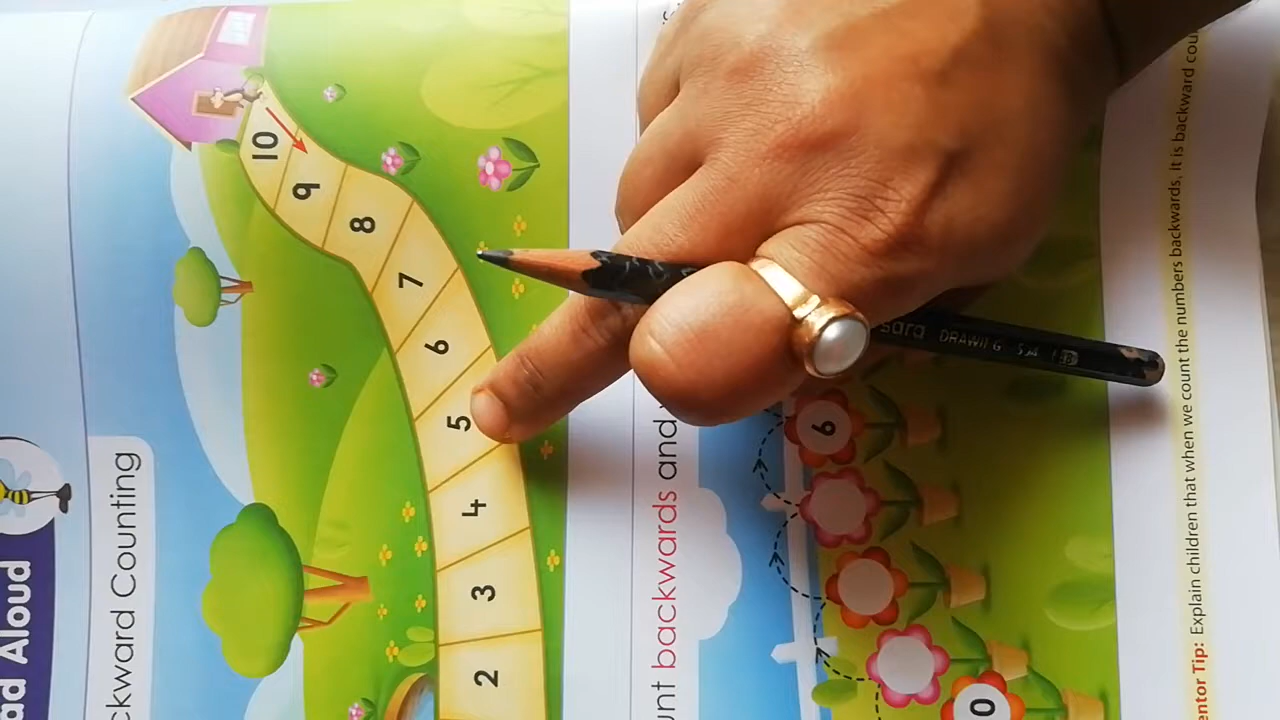 ad Aloud
ckward Counting
10
9
8
7
6
5
4
3
2
unt backwards and
6
0
sara DRAWING
entor Tip: Explain children that when we count the numbers backwards, it is backward cou